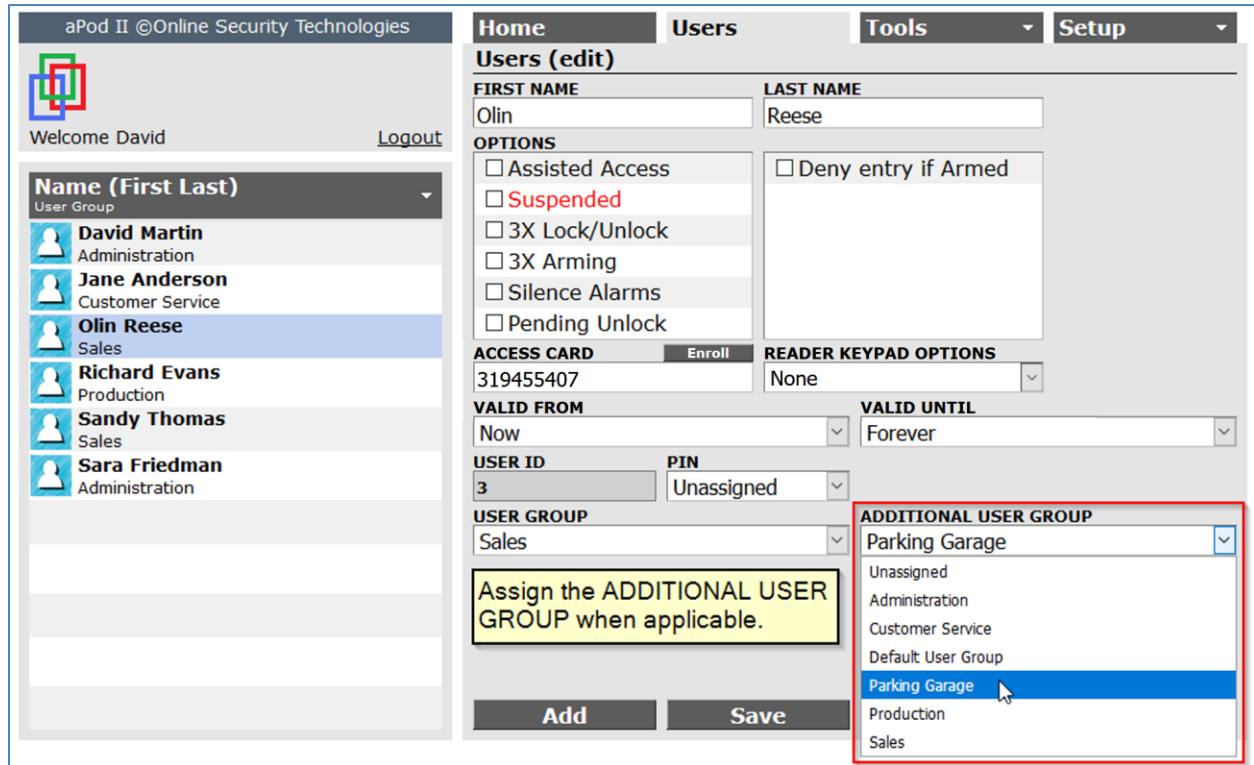 aPod II ©Online Security Technologies
Welcome David
Logout
Name (First Last)
User Group
David Martin
Administration
Jane Anderson
Customer Service
Olin Reese
Sales
Richard Evans
Production
Sandy Thomas
Sales
Sara Friedman
Administration
Home
Users
Tools
Setup
Users (edit)
FIRST NAME
LAST NAME
Olin
Reese
OPTIONS
Assisted Access
Suspended
3X Lock/Unlock
3X Arming
Silence Alarms
Pending Unlock
Deny entry if Armed
ACCESS CARD
Enroll
READER KEYPAD OPTIONS
319455407
None
VALID FROM
VALID UNTIL
Now
Forever
USER ID
PIN
3
Unassigned
USER GROUP
Sales
ADDITIONAL USER GROUP
Parking Garage
Unassigned
Administration
Customer Service
Default User Group
Parking Garage
Production
Sales
Assign the ADDITIONAL USER
GROUP when applicable.
Add
Save